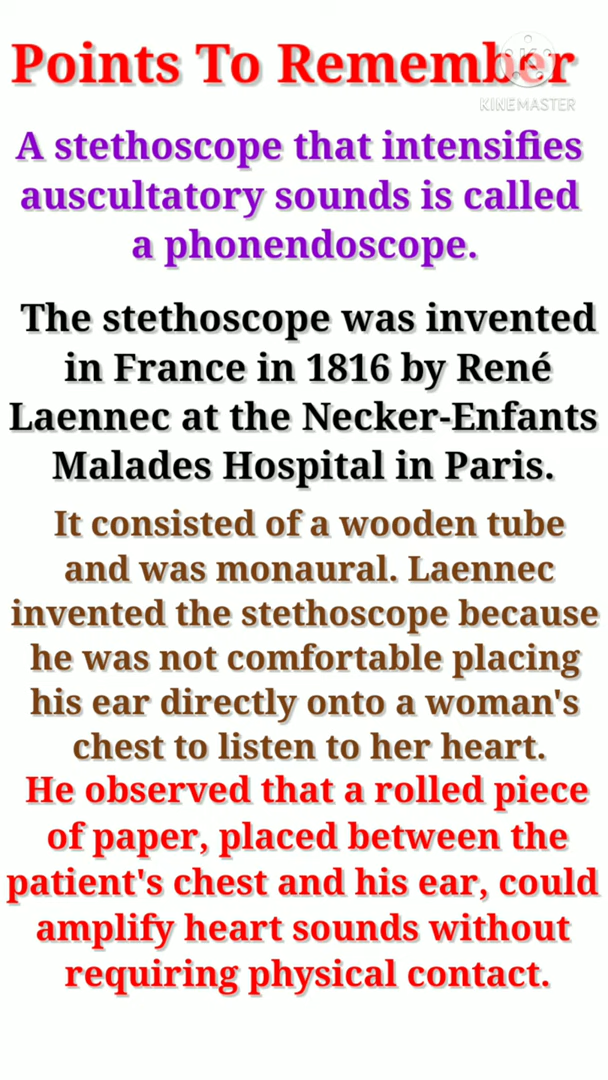 Points To Remember
KINEMASTER
A stethoscope that intensifies
auscultatory sounds is called
a phonendoscope.
The stethoscope was invented
in France in 1816 by René
Laennec at the Necker-Enfants
Malades Hospital in Paris.
It consisted of a wooden tube
and was monaural. Laennec
invented the stethoscope because
he was not comfortable placing
his ear directly onto a woman's
chest to listen to her heart.
He observed that a rolled piece
of paper, placed between the
patient's chest and his ear, could
amplify heart sounds without
requiring physical contact.